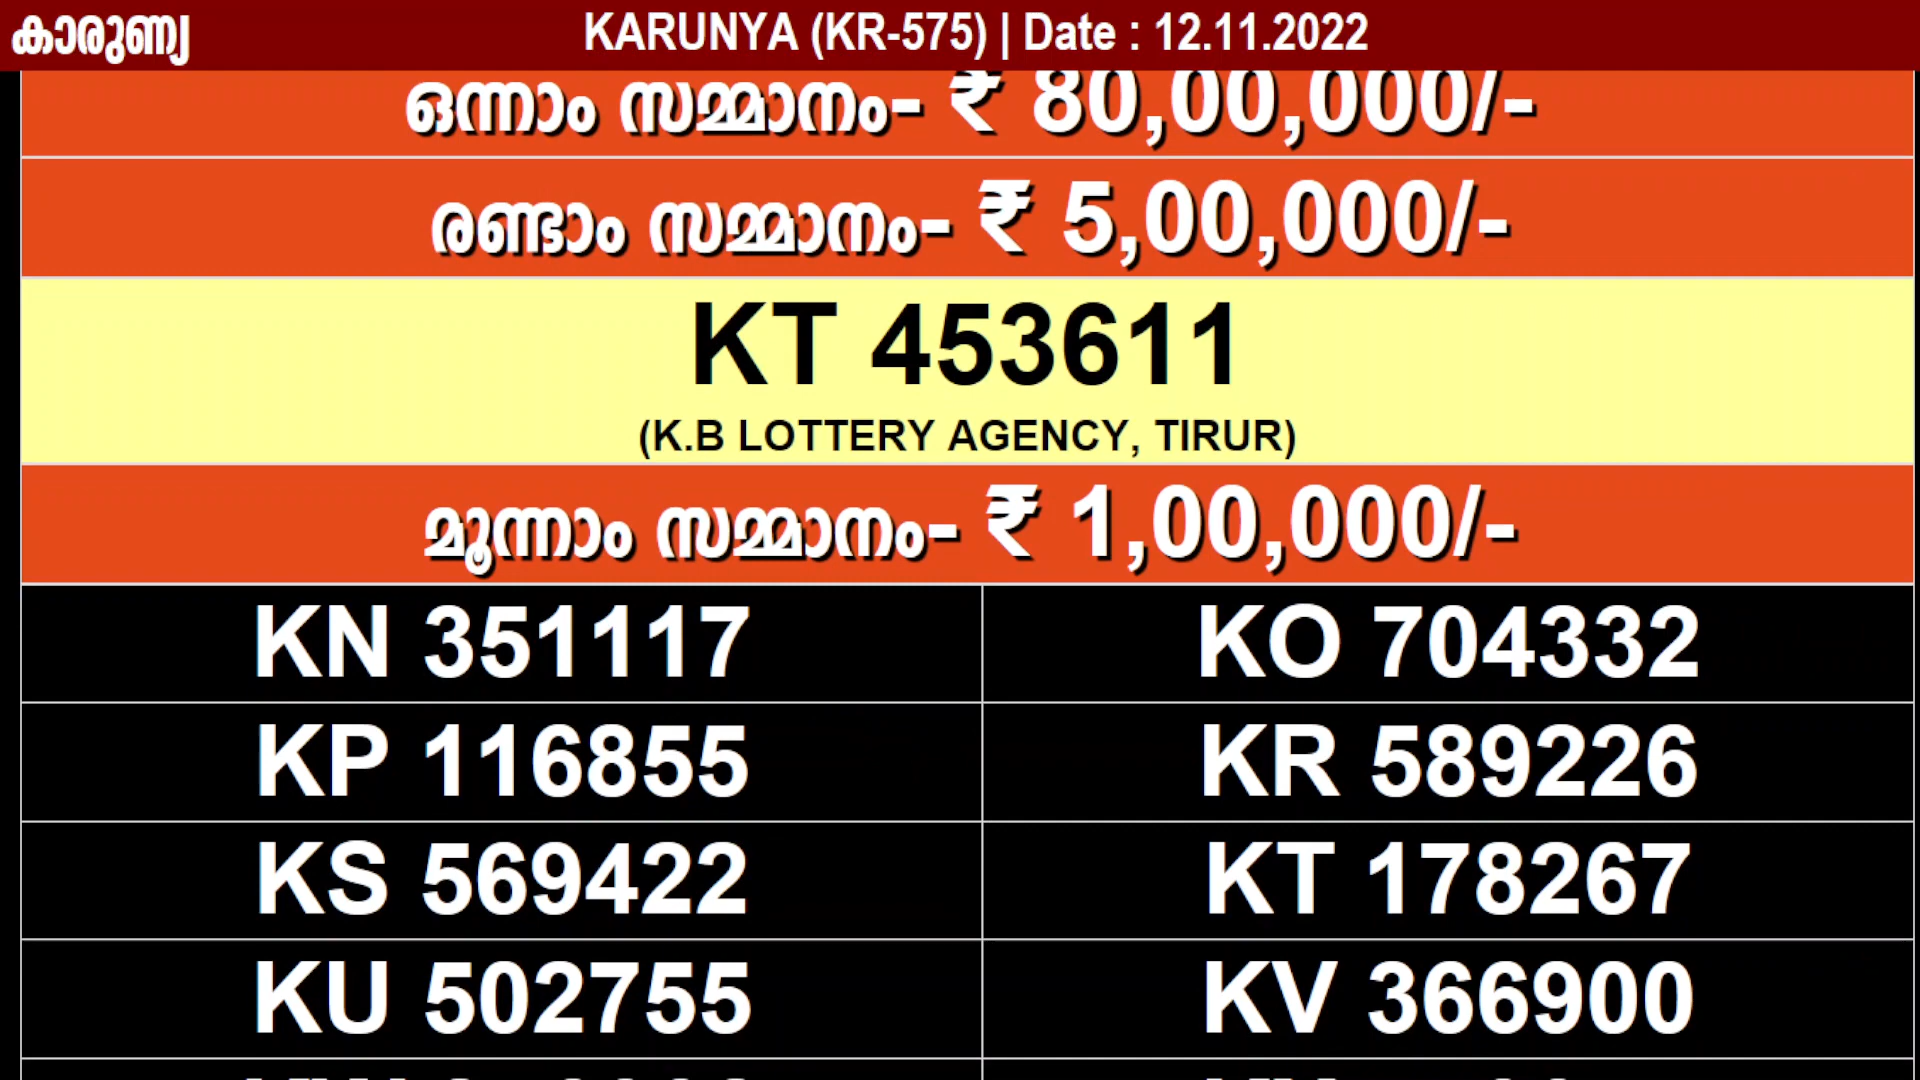 കാരുണ്യ
KARUNYA (KR-575) | Date : 12.11.2022
ഒന്നാം സമ്മാനം- ₹ 80,00,000/-
രണ്ടാം സമ്മാനം- ₹ 5,00,000/-
KT 453611
(K.B LOTTERY AGENCY, TIRUR)
മൂന്നാം സമ്മാനം- ₹ 1,00,000/-
KN 351117
KO 704332
KP 116855
KR 589226
KS 569422
KT 178267
KU 502755
KV 366900